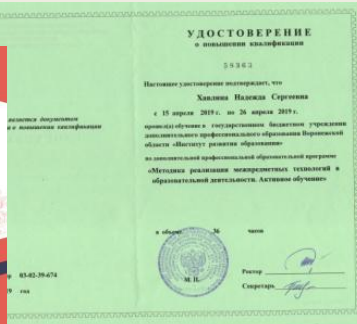 УДОСТОВЕРЕНИЕ
о повышении квалификации
59363
Настоящее удостоверение подтверждает, что
Надежда Сергеевна
с 15 апреля 2019 г. по 26 апреля 2019 г.
прошел(а) обучение в государственном бюджетном учреждении
дополнительного профессионального образования Воронежской
области «Институт развития образования»
по дополнительной профессиональной образовательной программе
«Методика реализации межпредметных технологий в
образовательной деятельности. Активное обучение»
в объеме 36 часов
Ректор
М. П.
Секретарь
является документом
о повышении квалификации
р 03-02-39-674
9 год